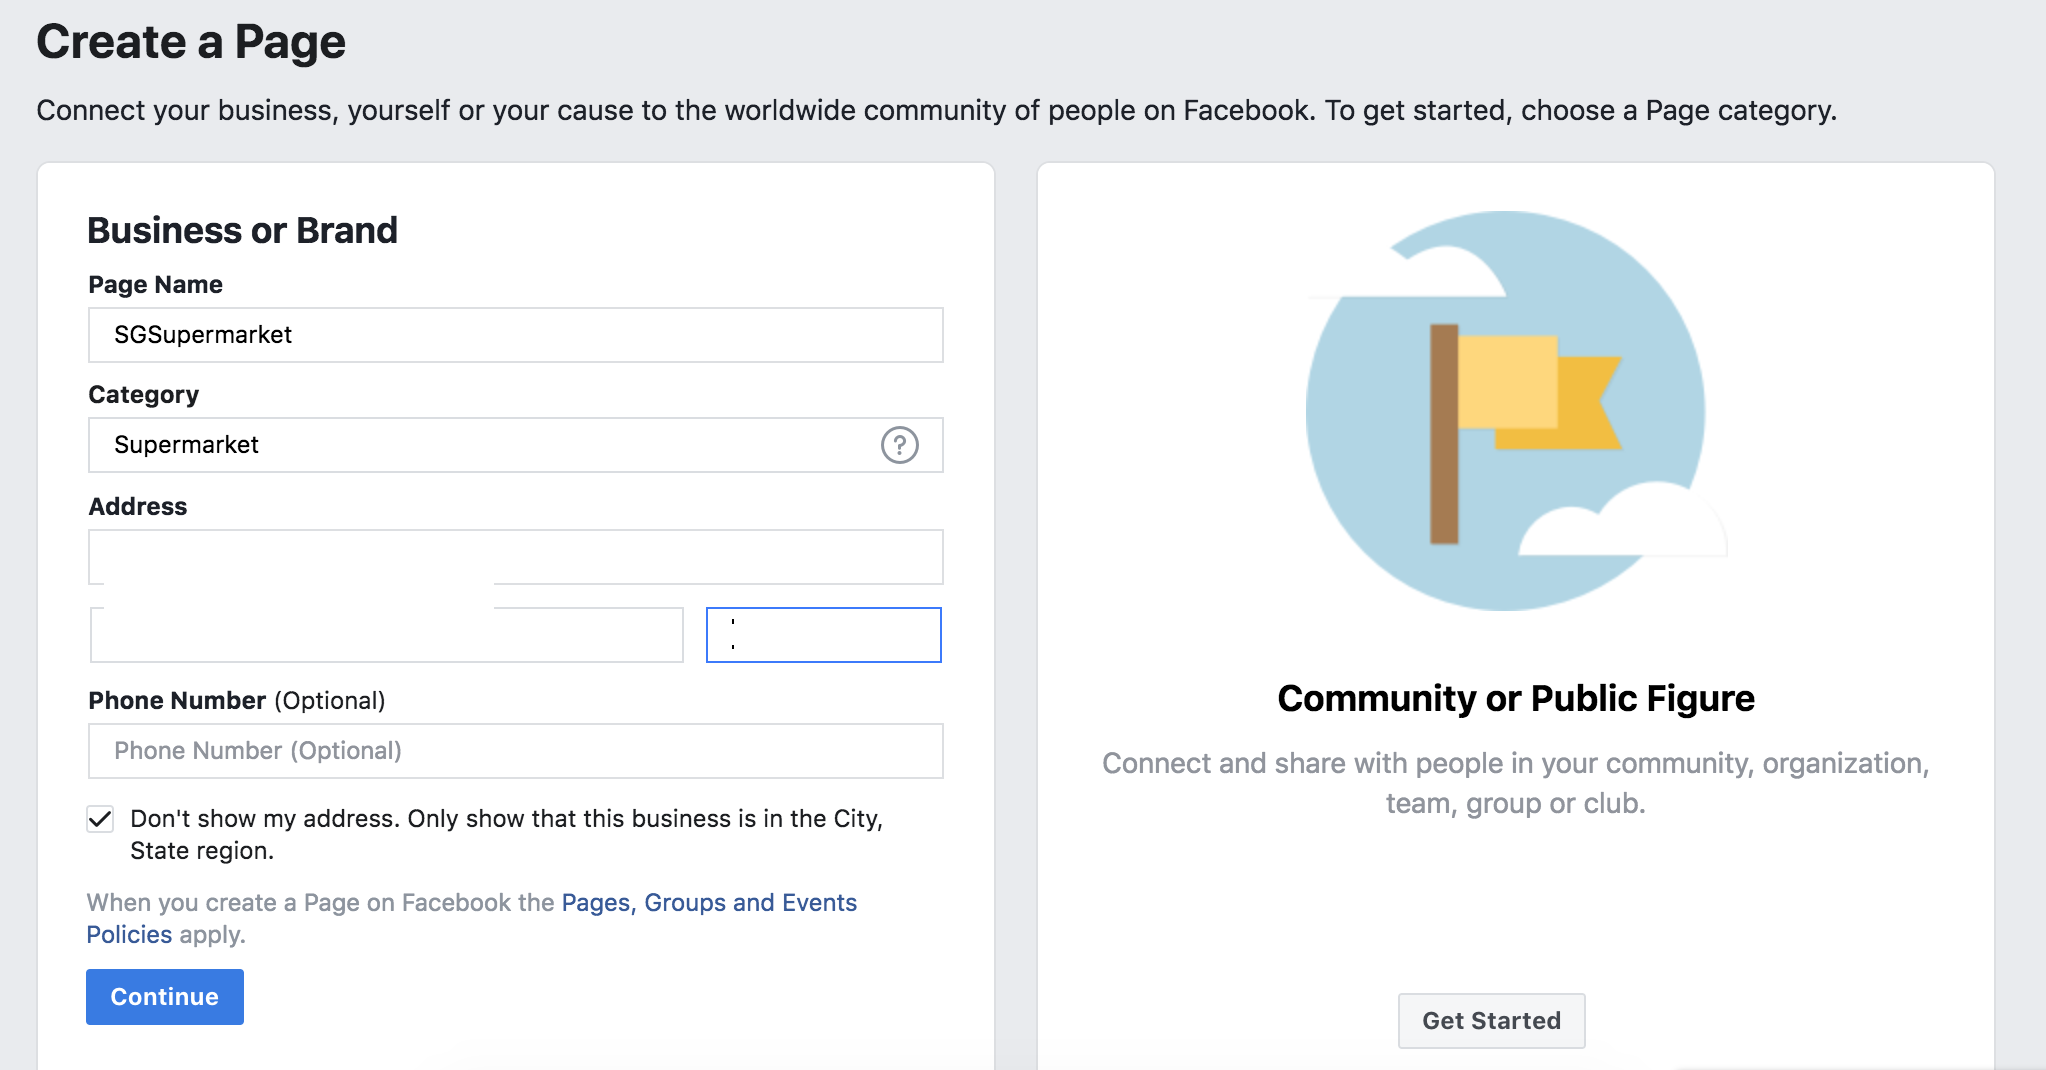 Create a Page
Connect your business, yourself or your cause to the worldwide community of people on Facebook. To get started, choose a Page category.
Business or Brand
Page Name
SGSupermarket
Category
Supermarket
?
Address
Phone Number (Optional)
Phone Number (Optional)
Don't show my address. Only show that this business is in the City,
State region.
When you create a Page on Facebook the Pages, Groups and Events
Policies apply.
Continue
Community or Public Figure
Connect and share with people in your community, organization,
team, group or club.
Get Started